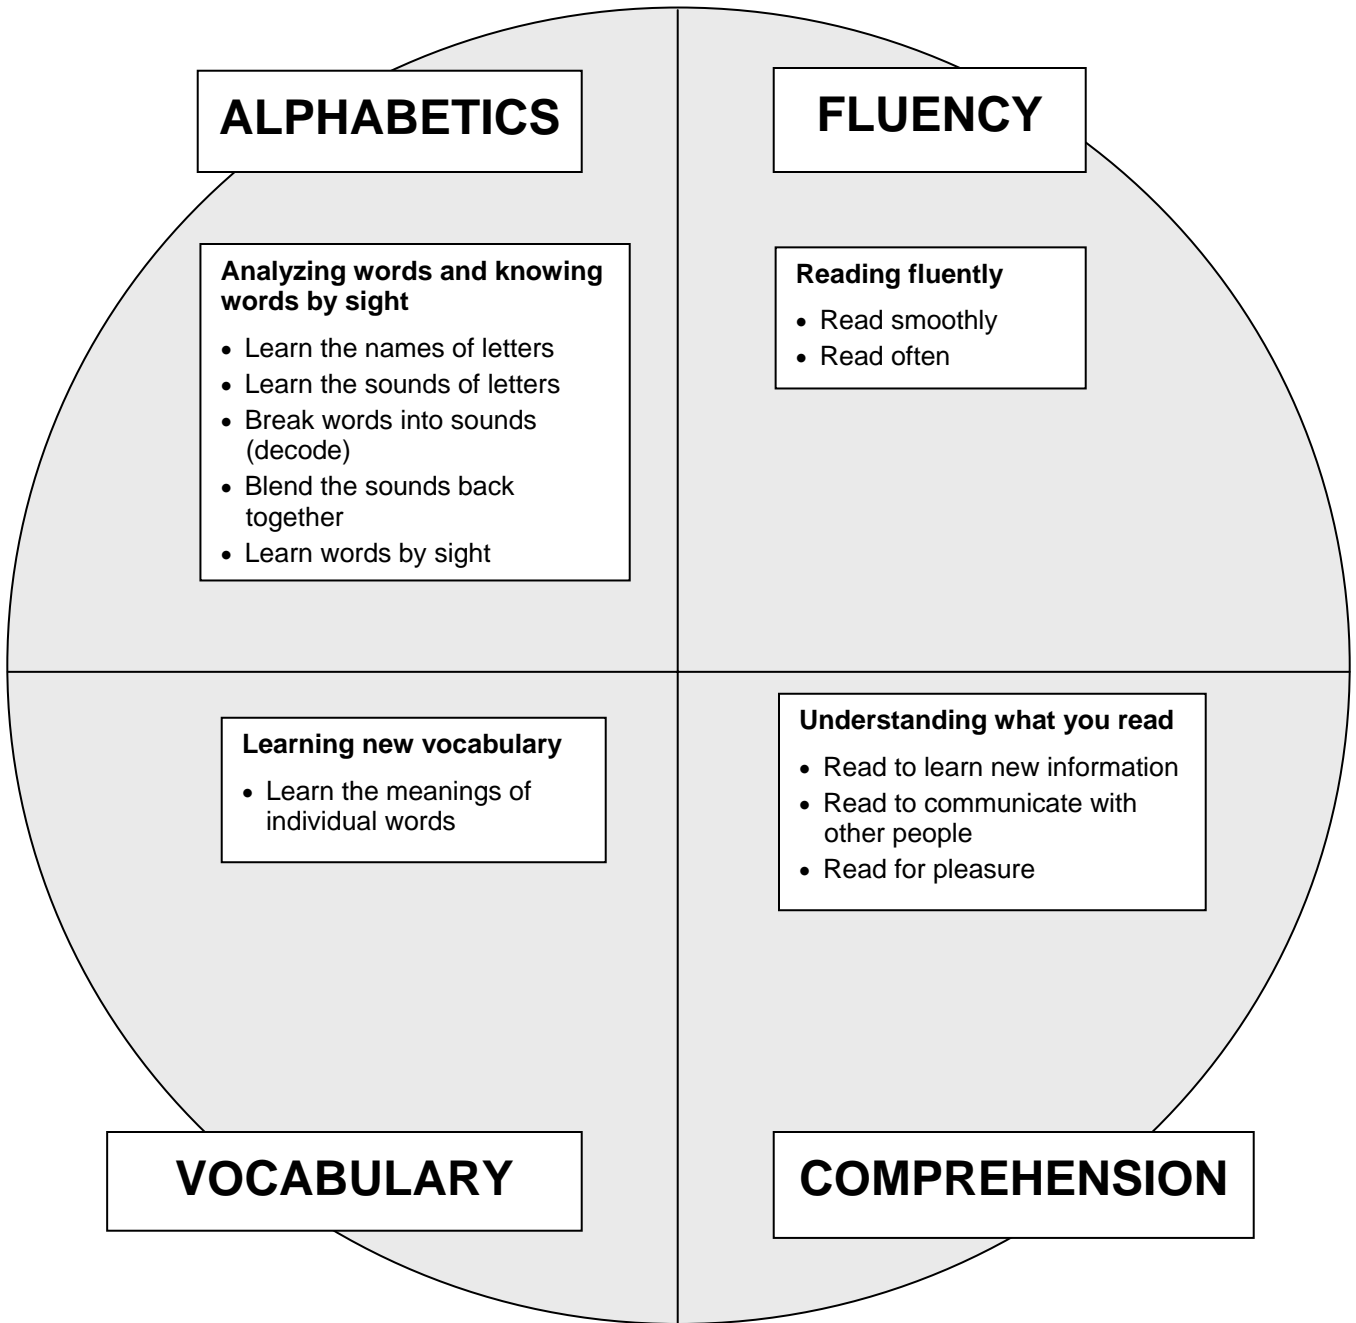 ALPHABETICS
Analyzing words and knowing
words by sight
• Learn the names of letters
• Learn the sounds of letters
• Break words into sounds
(decode)
• Blend the sounds back
together
• Learn words by sight
FLUENCY
Reading fluently
• Read smoothly
• Read often
Learning new vocabulary
• Learn the meanings of
individual words
VOCABULARY
Understanding what you read
• Read to learn new information
• Read to communicate with
other people
• Read for pleasure
COMPREHENSION